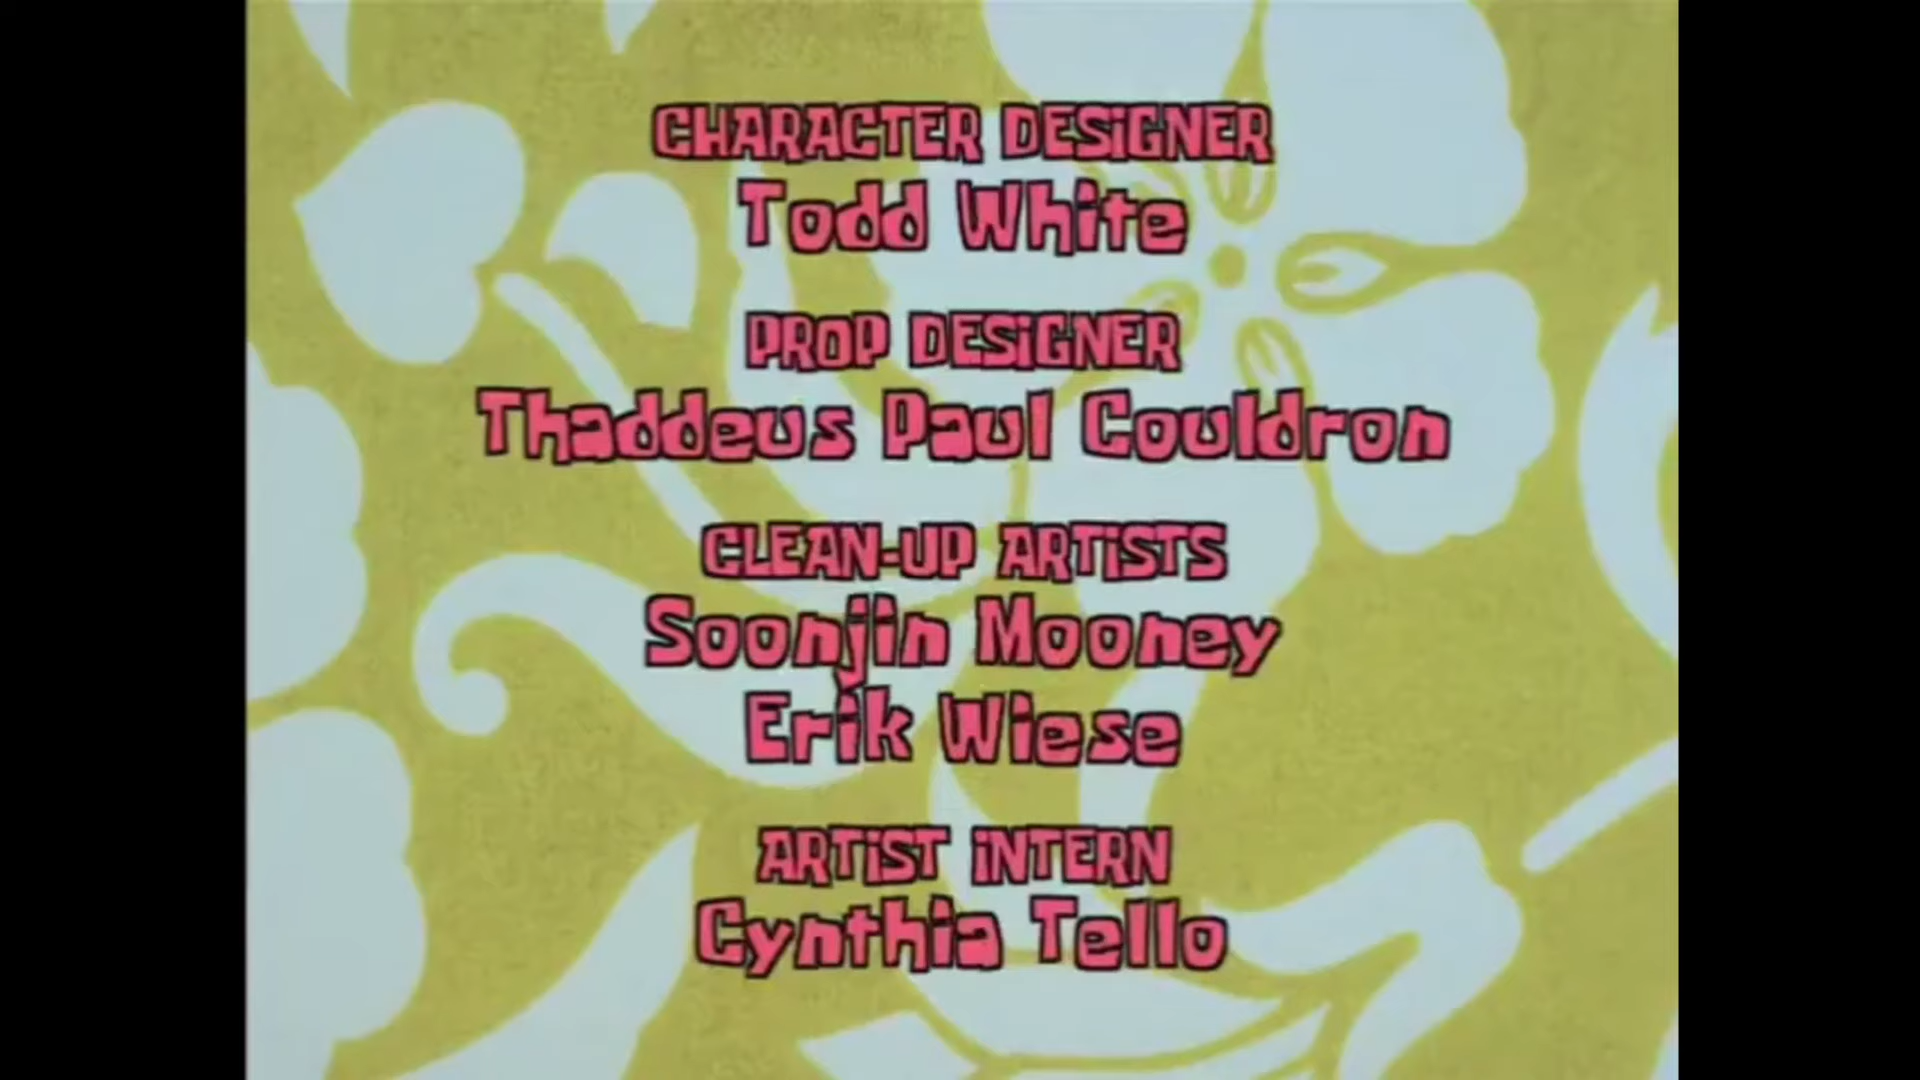 CHARACTER DESiGNER
Todd White
PROP DESiGNER
Thaddeus Paul Couldron
CLEAN-UP ARTiSTS
Soonjin Mooney
Erik Wiese
ARTiST iNTERN
Cynthia Tello